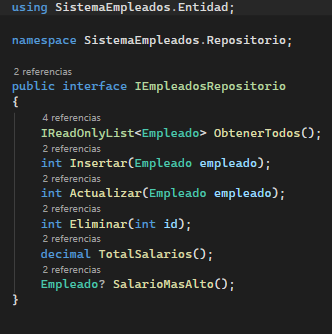 using SistemaEmpleados.Entidad;
namespace SistemaEmpleados.Repositorio;
2 referencias
public interface IEmpleadosRepositorio
{
4 referencias
IReadOnlyList<Empleado> ObtenerTodos();
2 referencias
int Insertar(Empleado empleado);
2 referencias
int Actualizar(Empleado empleado);
2 referencias
int Eliminar(int id);
2 referencias
decimal TotalSalarios();
2 referencias
Empleado? SalarioMasAlto();
}